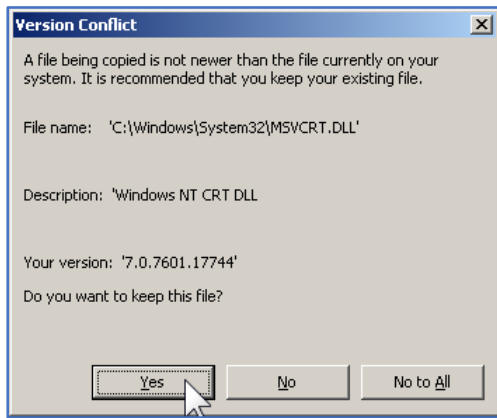 Version Conflict
A file being copied is not newer than the file currently on your
system. It is recommended that you keep your existing file.
File name: 'C:\Windows\System32\MSVCRT.DLL'
Description: 'Windows NT CRT DLL
Your version: '7.0.7601.17744'
Do you want to keep this file?
Yes No No to All